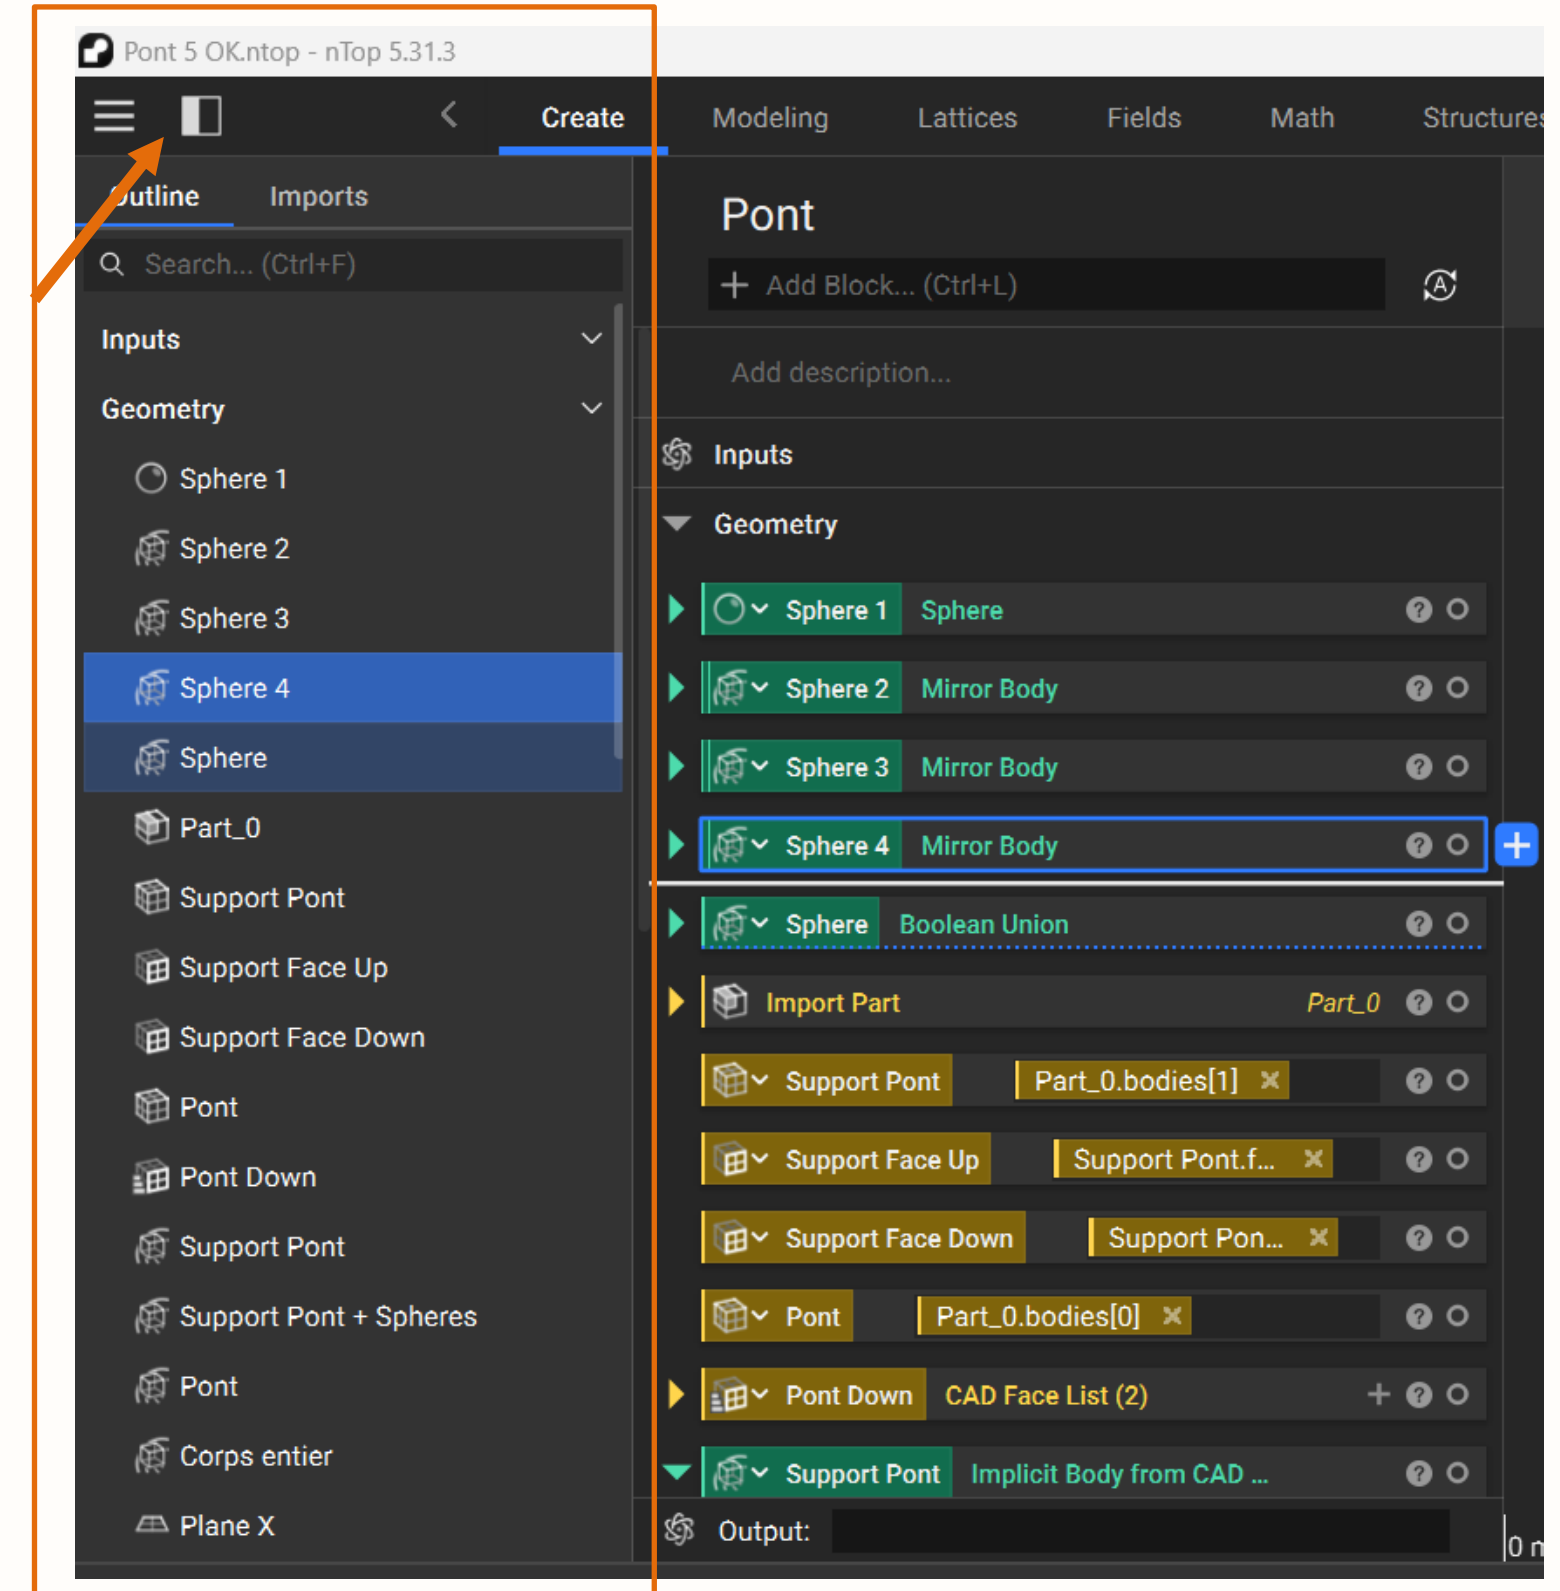 Pont 5 OK.ntop - nTop 5.31.3
Create Modeling Lattices Fields Math Structures
Outline Imports
Search... (Ctrl+F)
Inputs
Geometry
Sphere 1
Sphere 2
Sphere 3
Sphere 4
Sphere
Part_0
Support Pont
Support Face Up
Support Face Down
Pont
Pont Down
Support Pont
Support Pont + Spheres
Pont
Corps entier
Plane X
Pont
Add Block... (Ctrl+L)
Add description...
Inputs
Geometry
Sphere 1 Sphere
Sphere 2 Mirror Body
Sphere 3 Mirror Body
Sphere 4 Mirror Body
Sphere Boolean Union
Import Part Part_0
Support Pont Part_0.bodies[1]
Support Face Up Support Pont.f...
Support Face Down Support Pon...
Pont Part_0.bodies[0]
Pont Down CAD Face List (2)
Support Pont Implicit Body from CAD ...
Output:
0